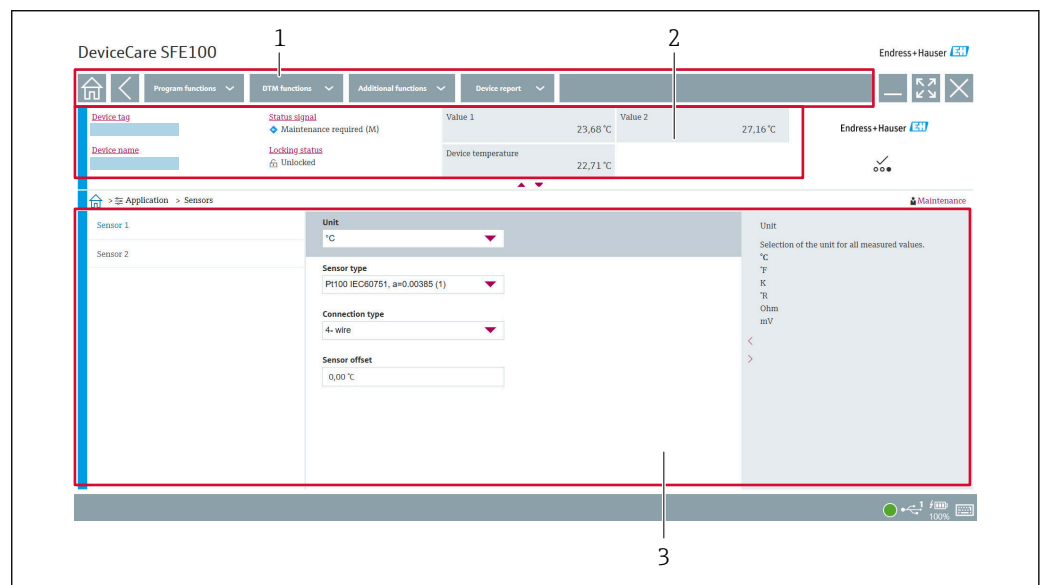 1
2
DeviceCare SFE100
Endress+Hauser EH
Program functions
DTM functions
Additional functions
Device report
Device tag
Status signal
Maintenance required (M)
Value 1
23,68 °C
Value 2
27,16 °C
Endress+Hauser EH
Device name
Locking status
Unlocked
Device temperature
22,71 °C
> Application > Sensors
Maintenance
Sensor 1
Sensor 2
Unit
°C
Sensor type
Pt100 IEC60751, a=0.00385 (1)
Connection type
4- wire
Sensor offset
0,00 °C
Unit
Selection of the unit for all measured values.
°C
°F
K
°R
Ohm
mV
<
>
1
100%
3